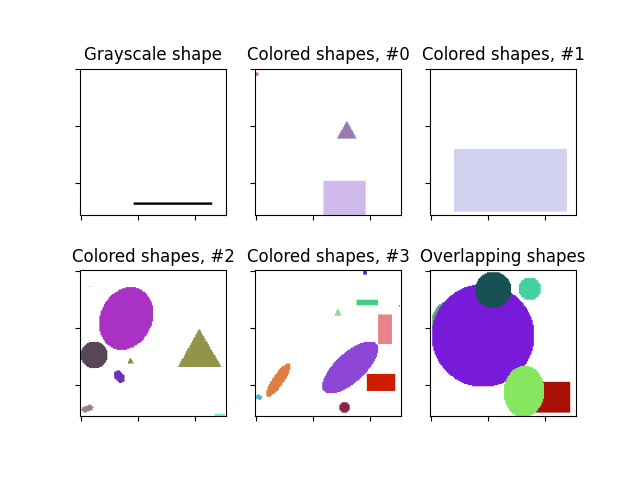 Grayscale shape
Colored shapes, #0
Colored shapes, #1
Colored shapes, #2
Colored shapes, #3
Overlapping shapes